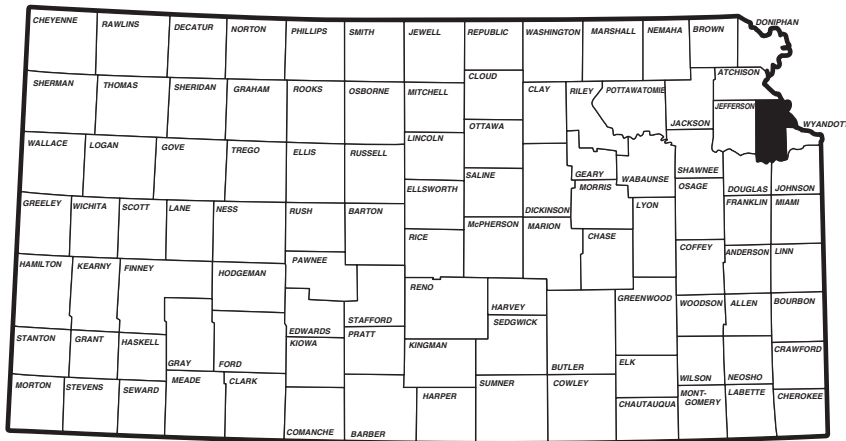 CHEYENNE
RAWLINS
DECATUR
NORTON
PHILLIPS
SMITH
JEWELL
REPUBLIC
WASHINGTON
MARSHALL
NEMAHA
BROWN
DONIPHAN
SHERMAN
THOMAS
SHERIDAN
GRAHAM
ROOKS
OSBORNE
MITCHELL
CLOUD
CLAY
RILEY
POTTAWATOMIE
JACKSON
ATCHISON
JEFFERSON
WYANDOTT
WALLACE
LOGAN
GOVE
TREGO
ELLIS
RUSSELL
LINCOLN
OTTAWA
SALINE
ELLSWORTH
DICKINSON
GEARY
MORRIS
WABAUNSE
SHAWNEE
OSAGE
DOUGLAS
JOHNSON
GREELEY
WICHITA
SCOTT
LANE
NESS
RUSH
BARTON
RICE
McPHERSON
MARION
CHASE
LYON
COFFEY
FRANKLIN
MIAMI
ANDERSON
LINN
HAMILTON
KEARNY
FINNEY
HODGEMAN
PAWNEE
STAFFORD
RENO
HARVEY
SEDGWICK
GREENWOOD
WOODSON
ALLEN
BOURBON
STANTON
GRANT
HASKELL
GRAY
FORD
EDWARDS
KIOWA
PRATT
KINGMAN
BUTLER
ELK
WILSON
NEOSHO
CRAWFORD
MORTON
STEVENS
SEWARD
MEADE
CLARK
COMANCHE
BARBER
HARPER
SUMNER
COWLEY
CHAUTAUQUA
MONT-
GOMERY
LABETTE
CHEROKEE